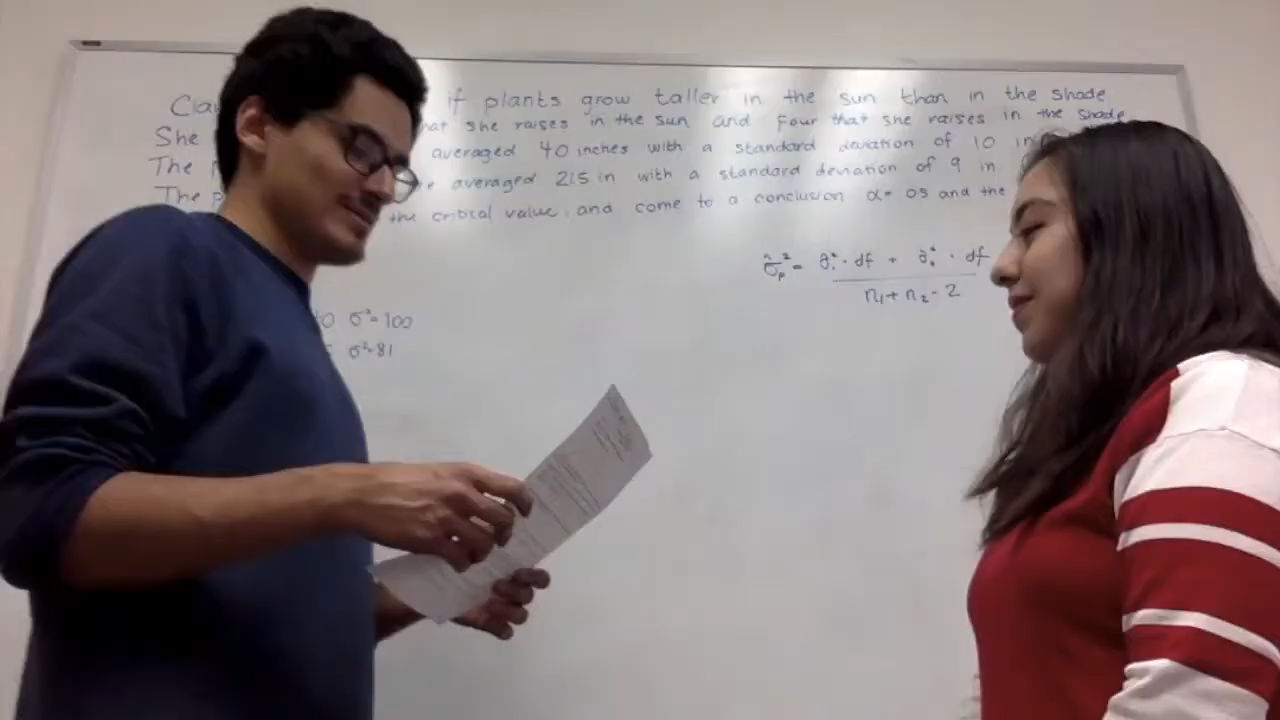 if plants grow taller in the sun than in the shade
She hat she raises in the sun and four that she raises in the shade
The averaged 40 inches with a standard deviation of 10 in
The e averaged 215 in with a standard deviation of 9 in
The p the critical value, and come to a conclusion α= 05 and the
σ̂p²= σ̂₁²·df + σ̂₂²·df
n₁+n₂-2
0 σ²=100
σ²=81